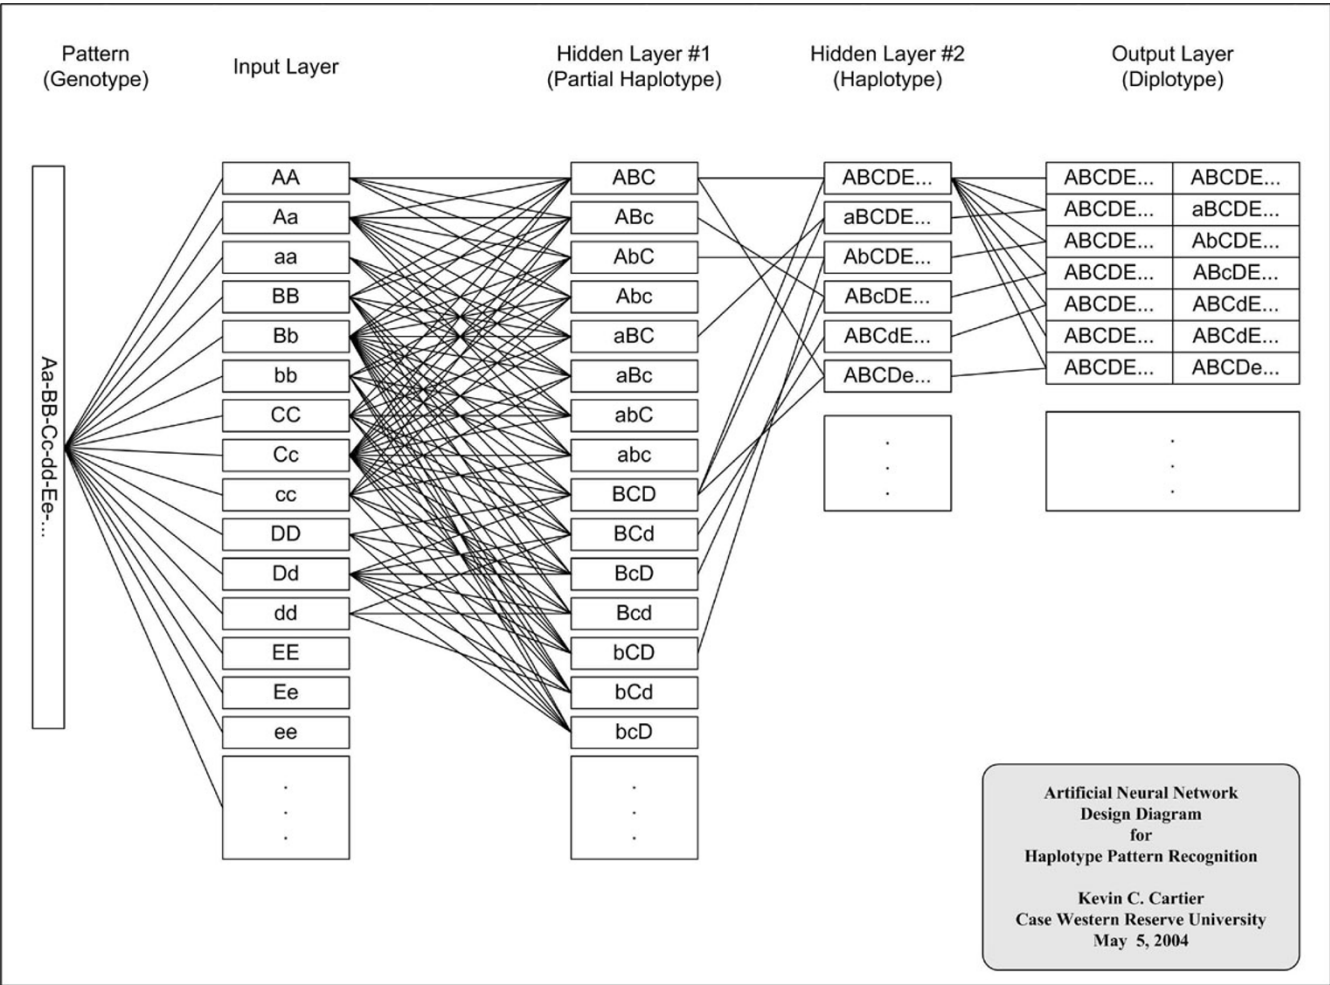 Pattern
(Genotype)
Input Layer
Hidden Layer #1
(Partial Haplotype)
Hidden Layer #2
(Haplotype)
Output Layer
(Diplotype)
Aa-BB-Cc-dd-Ee-...
AA
Aa
aa
BB
Bb
bb
CC
Cc
cc
DD
Dd
dd
EE
Ee
ee
.
.
.
ABC
ABc
AbC
Abc
aBC
aBc
abC
abc
BCD
BCd
BcD
Bcd
bCD
bCd
bcD
.
.
.
ABCDE...
aBCDE...
AbCDE...
ABcDE...
ABCdE...
ABCDe...
.
.
.
ABCDE... ABCDE...
ABCDE... aBCDE...
ABCDE... AbCDE...
ABCDE... ABcDE...
ABCDE... ABCdE...
ABCDE... ABCdE...
ABCDE... ABCDe...
.
.
.
Artificial Neural Network
Design Diagram
for
Haplotype Pattern Recognition
Kevin C. Cartier
Case Western Reserve University
May 5, 2004